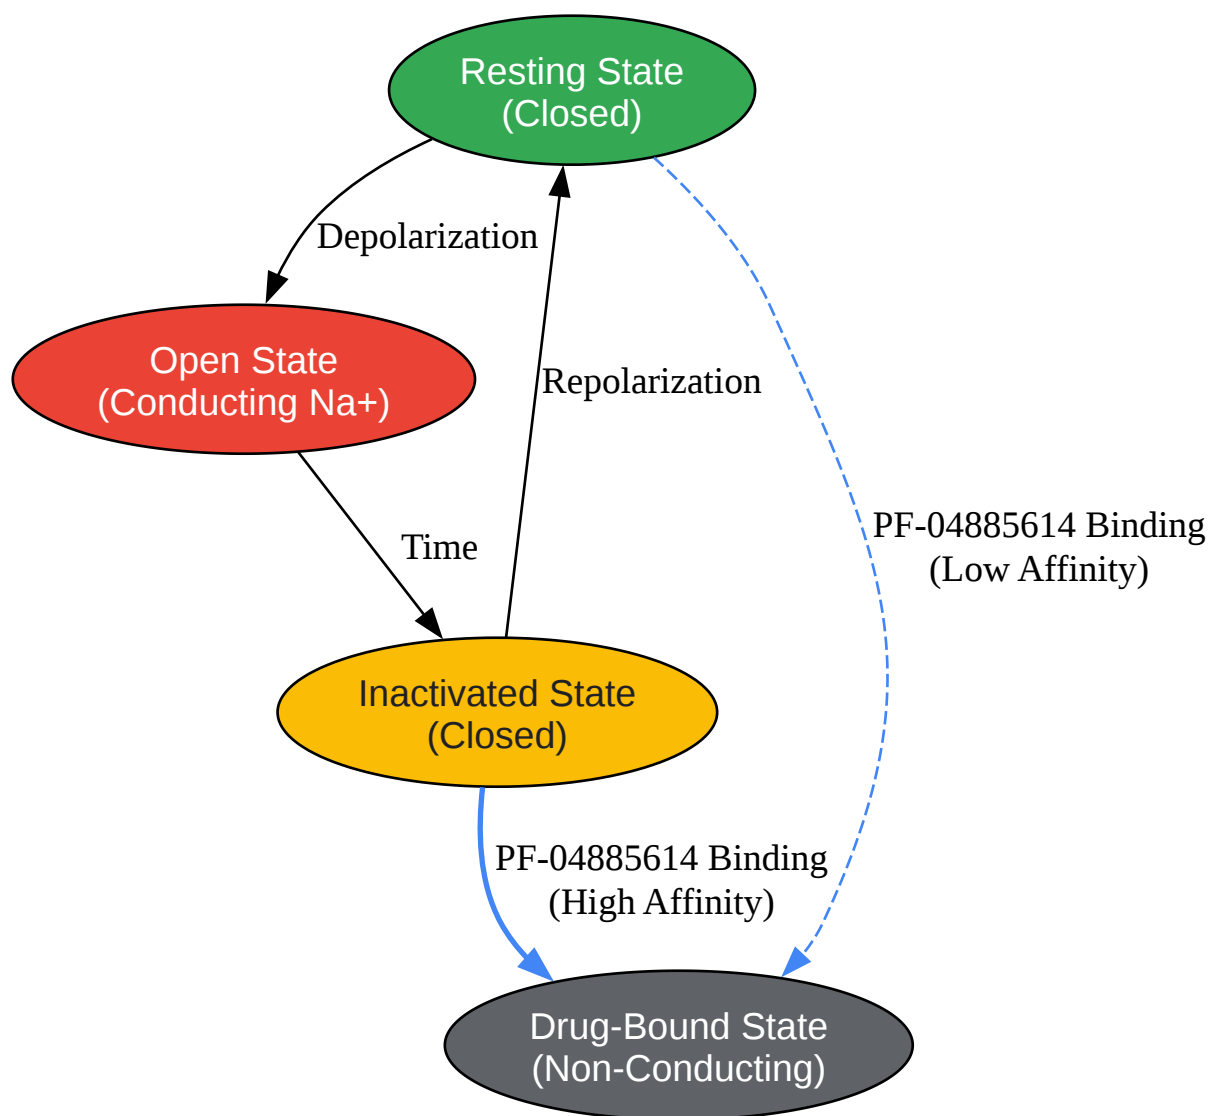 Resting State
(Closed)
Depolarization
Open State
(Conducting Na+)
Repolarization
PF-04885614 Binding
(Low Affinity)
Time
Inactivated State
(Closed)
PF-04885614 Binding
(High Affinity)
Drug-Bound State
(Non-Conducting)